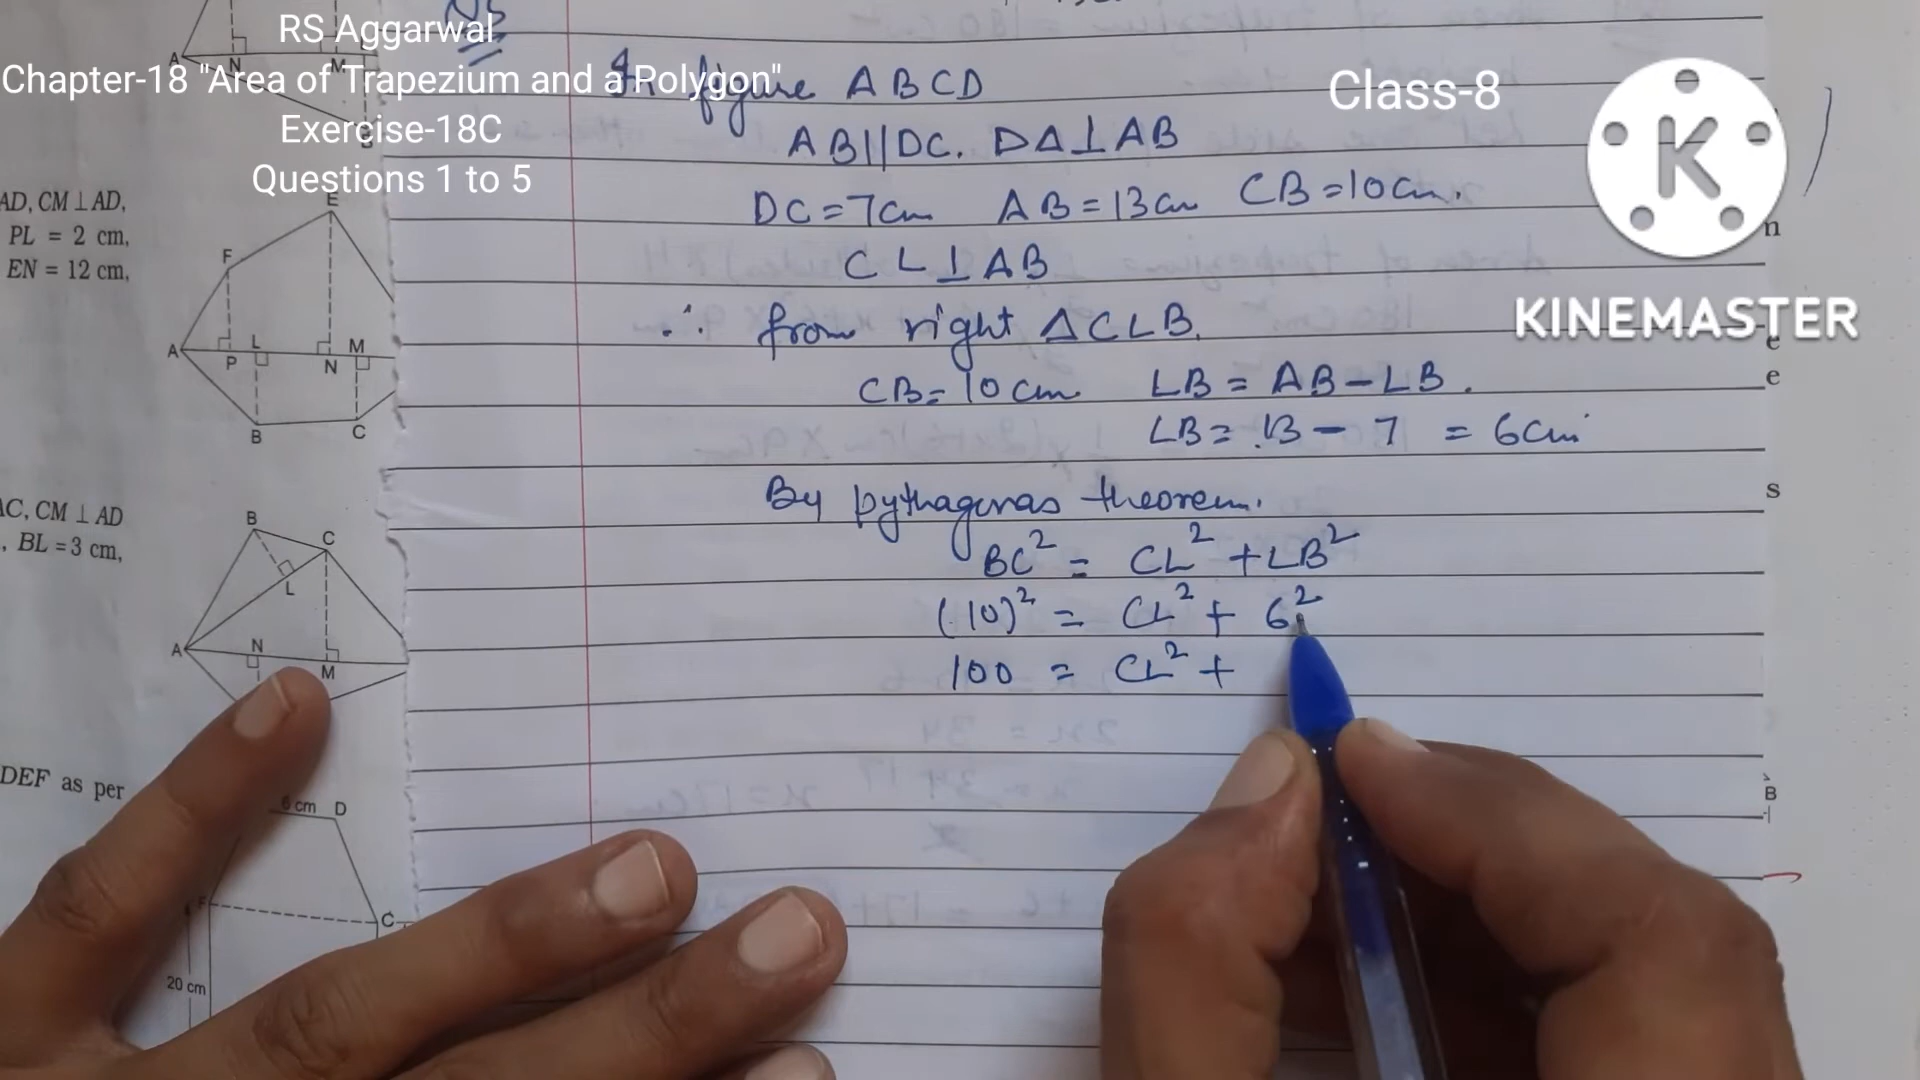 RS Aggarwal
Chapter-18 "Area of Trapezium and a Polygon"
Exercise-18C
Questions 1 to 5
Class-8
KINEMASTER
In figure ABCD
AB||DC. DA⊥AB
DC=7cm AB=13cm CB=10cm.
CL⊥AB
∴ from right ΔCLB.
CB=10cm LB=AB-LB.
LB=13-7 =6cm
By pythagoras theorem.
BC² = CL²+LB²
(10)² = CL²+ 6²
100 = CL²+
A N M
AD, CM ⊥ AD,
PL = 2 cm,
EN = 12 cm,
E
F
A P L N M
B C
AC, CM ⊥ AD
, BL = 3 cm,
B C
L
A N M
DEF as per
6 cm D
F C
20 cm
n
e
e
s
B